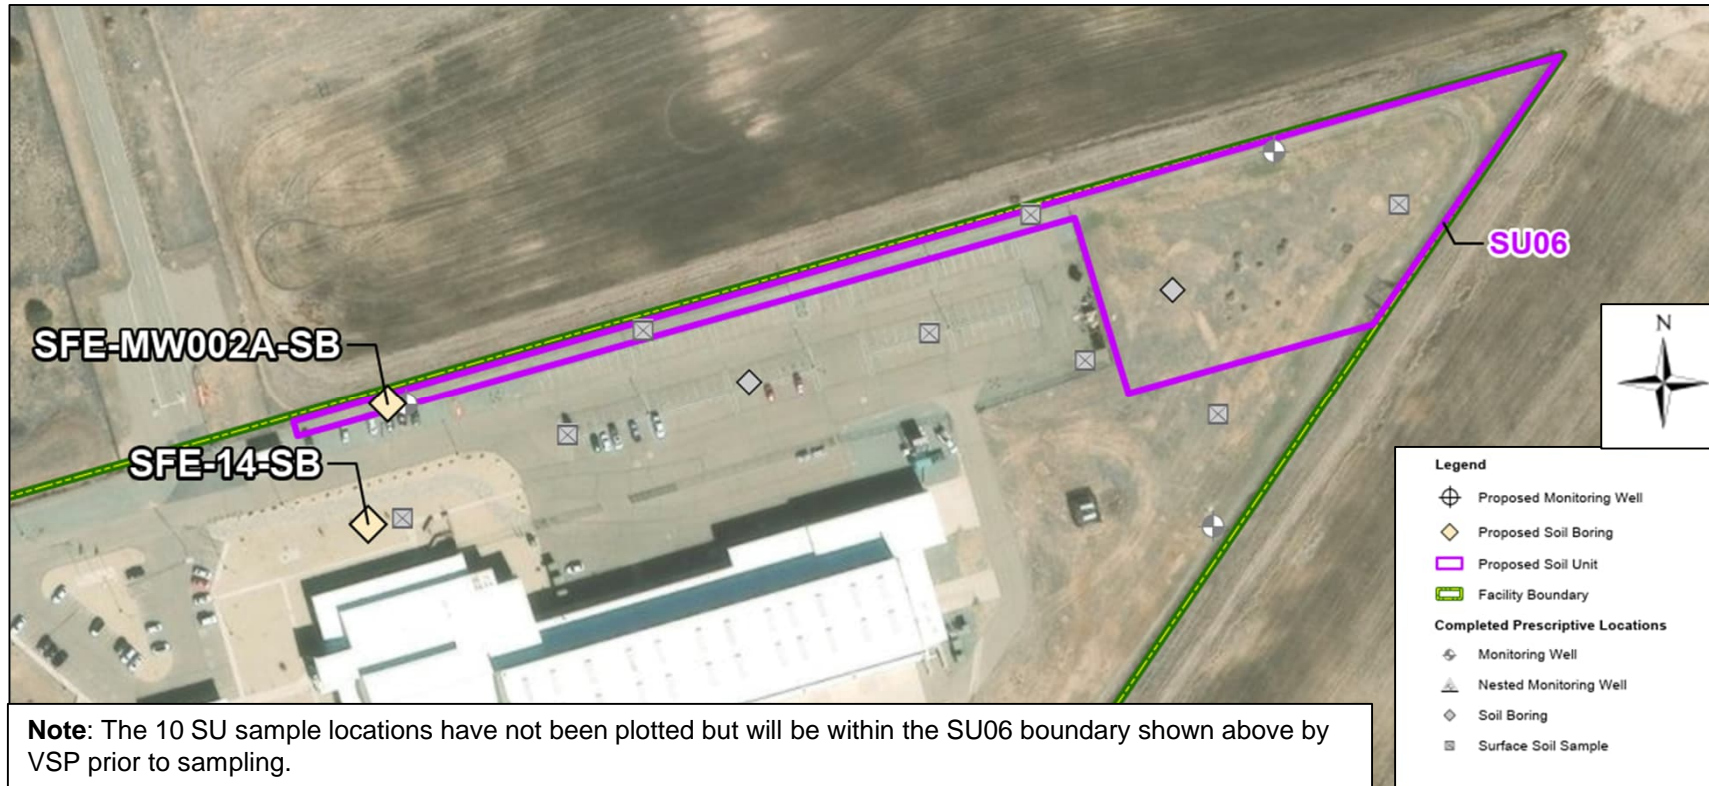 SFE-MW002A-SB
SFE-14-SB
SU06
N
Legend
Proposed Monitoring Well
Proposed Soil Boring
Proposed Soil Unit
Facility Boundary
Completed Prescriptive Locations
Monitoring Well
Nested Monitoring Well
Soil Boring
Surface Soil Sample
Note: The 10 SU sample locations have not been plotted but will be within the SU06 boundary shown above by
VSP prior to sampling.